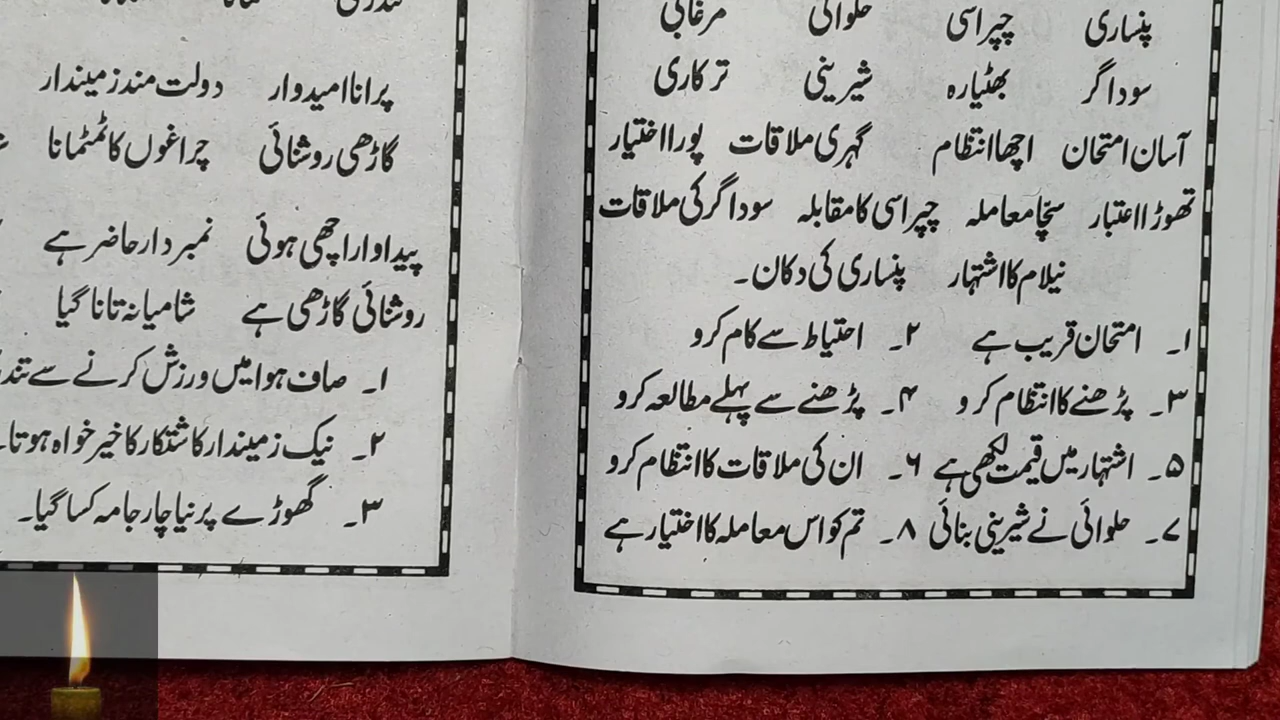 پنساری چپراسی حلوائی مرغابی
سوداگر بھٹیارہ شیرینی ترکاری
آسان امتحان اچھا انتظام گہری ملاقات پورا اختیار
تھوڑا اعتبار سچا معاملہ چپراسی کا مقابلہ سوداگر کی ملاقات
نیلام کا اشتہار پنساری کی دکان۔
۱۔ امتحان قریب ہے ۲۔ احتیاط سے کام کرو
۳۔ پڑھنے کا انتظام کرو ۴۔ پڑھنے سے پہلے مطالعہ کرو
۵۔ اشتہار میں قیمت لکھی ہے ۶۔ ان کی ملاقات کا انتظام کرو
۷۔ حلوائی نے شیرینی بنائی ۸۔ تم کو اس معاملہ کا اختیار ہے
پرانا امیدوار دولت مند زمیندار
گاڑھی روشنائی چراغوں کا ٹمٹمانا
پیداوار اچھی ہوئی نمبردار حاضر ہے
روشنائی گاڑھی ہے شامیانہ تانا گیا
۱۔ صاف ہوا میں ورزش کرنے سے
۲۔ نیک زمیندار کاشتکار کا خیر خواہ ہوتا
۳۔ گھوڑے پر نیا چار جامہ کسا گیا۔